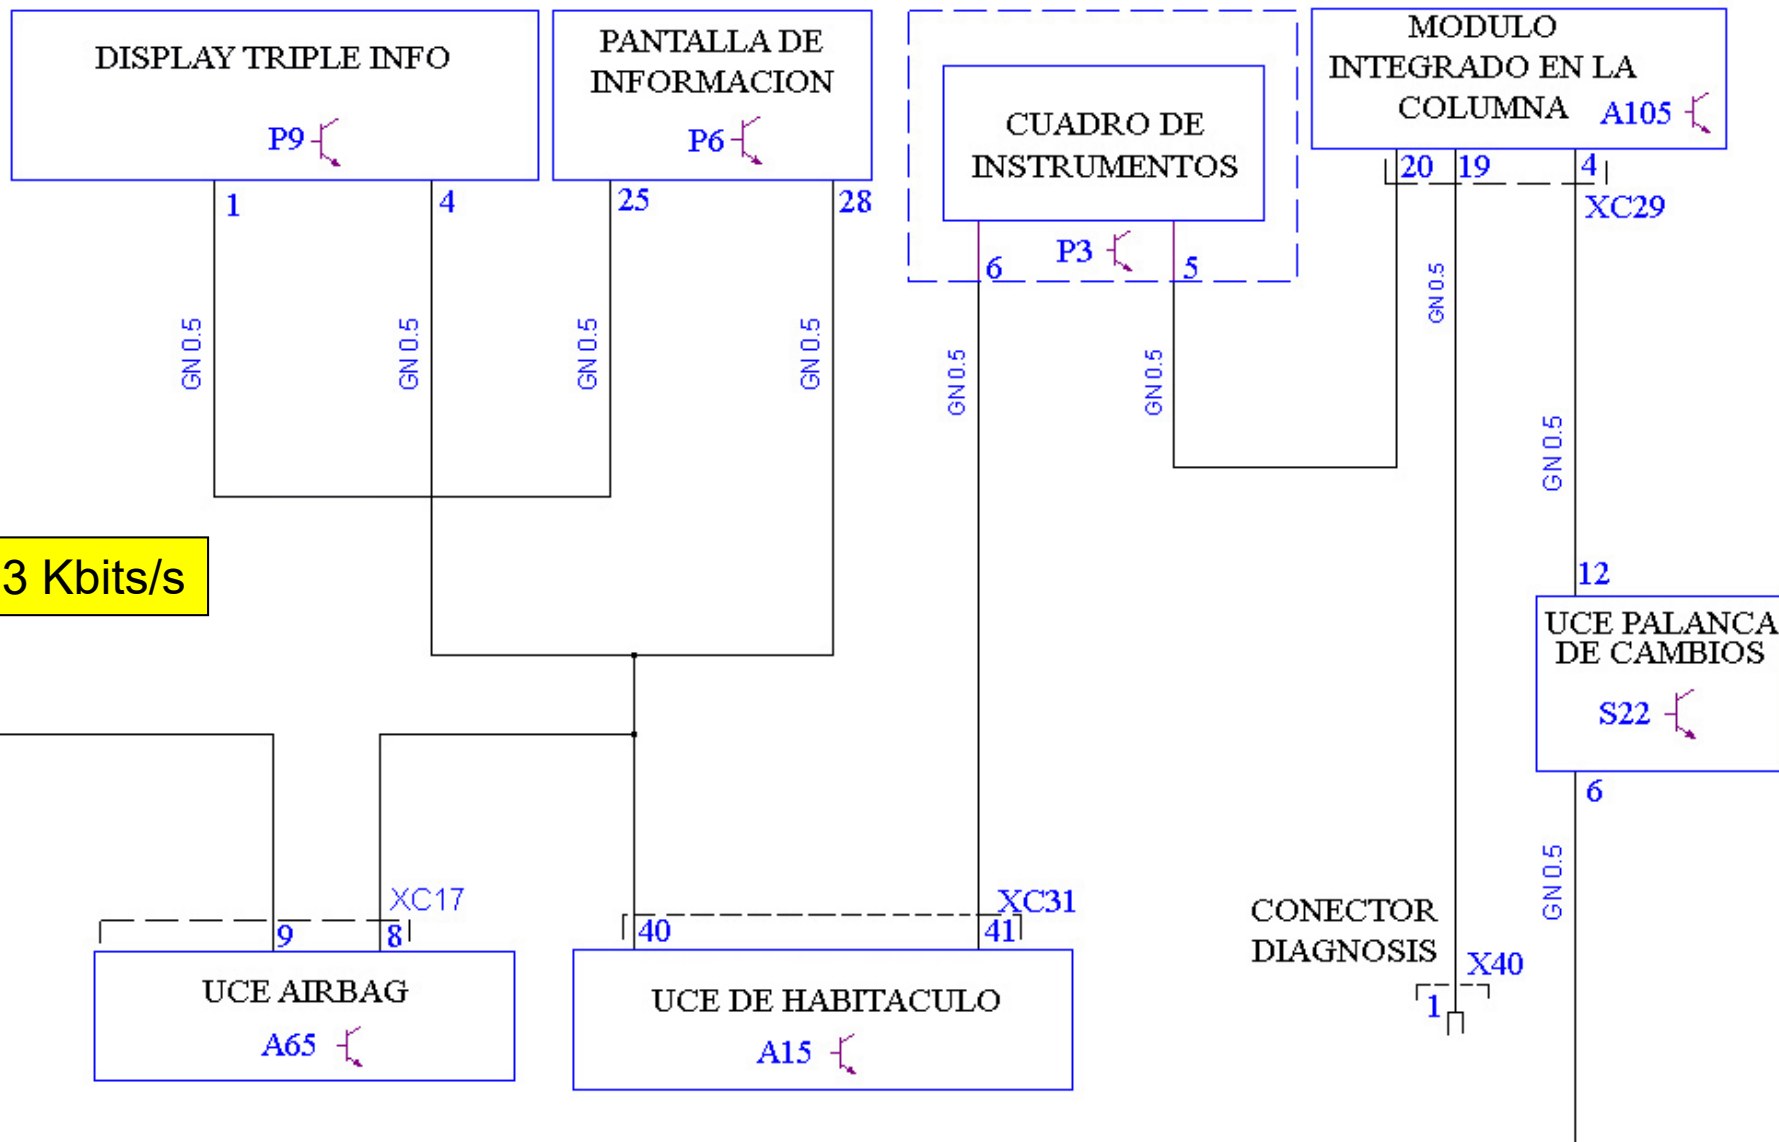 DISPLAY TRIPLE INFO
P9
1
4
PANTALLA DE
INFORMACION
P6
25
28
CUADRO DE
INSTRUMENTOS
P3
6
5
MODULO
INTEGRADO EN LA
COLUMNA
A105
20
19
4
XC29
GN 0.5
GN 0.5
GN 0.5
GN 0.5
GN 0.5
GN 0.5
GN 0.5
GN 0.5
3 Kbits/s
12
UCE PALANCA
DE CAMBIOS
S22
6
GN 0.5
XC17
9
8
UCE AIRBAG
A65
XC31
40
41
UCE DE HABITACULO
A15
CONECTOR
DIAGNOSIS
X40
1